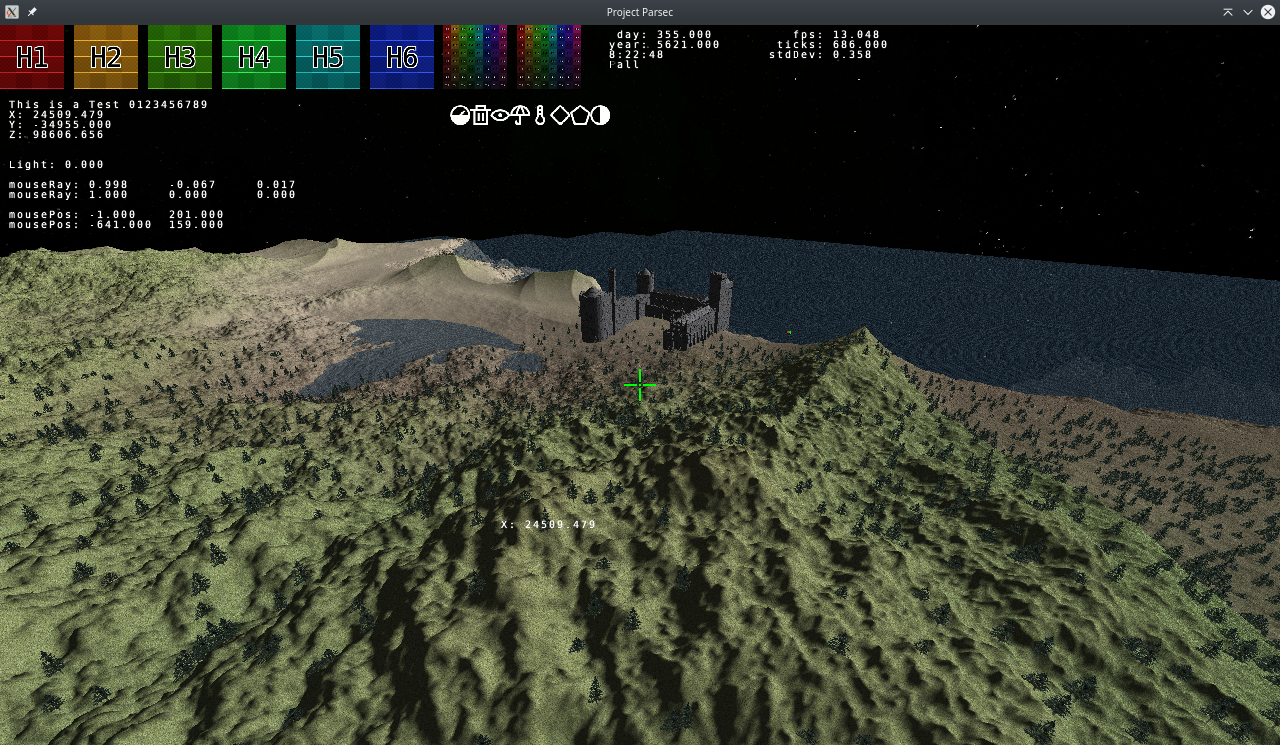 Project Parsec
H1 H2 H3 H4 H5 H6
day: 355.000
year: 5621.000
8:22:48
Fall
fps: 13.048
ticks: 686.000
stdDev: 0.358
This is a Test 0123456789
X: 24509.479
Y: -34955.000
Z: 98606.656
Light: 0.000
mouseRay: 0.998 -0.067 0.017
mouseRay: 1.000 0.000 0.000
mousePos: -1.000 201.000
mousePos: -641.000 159.000
X: 24509.479